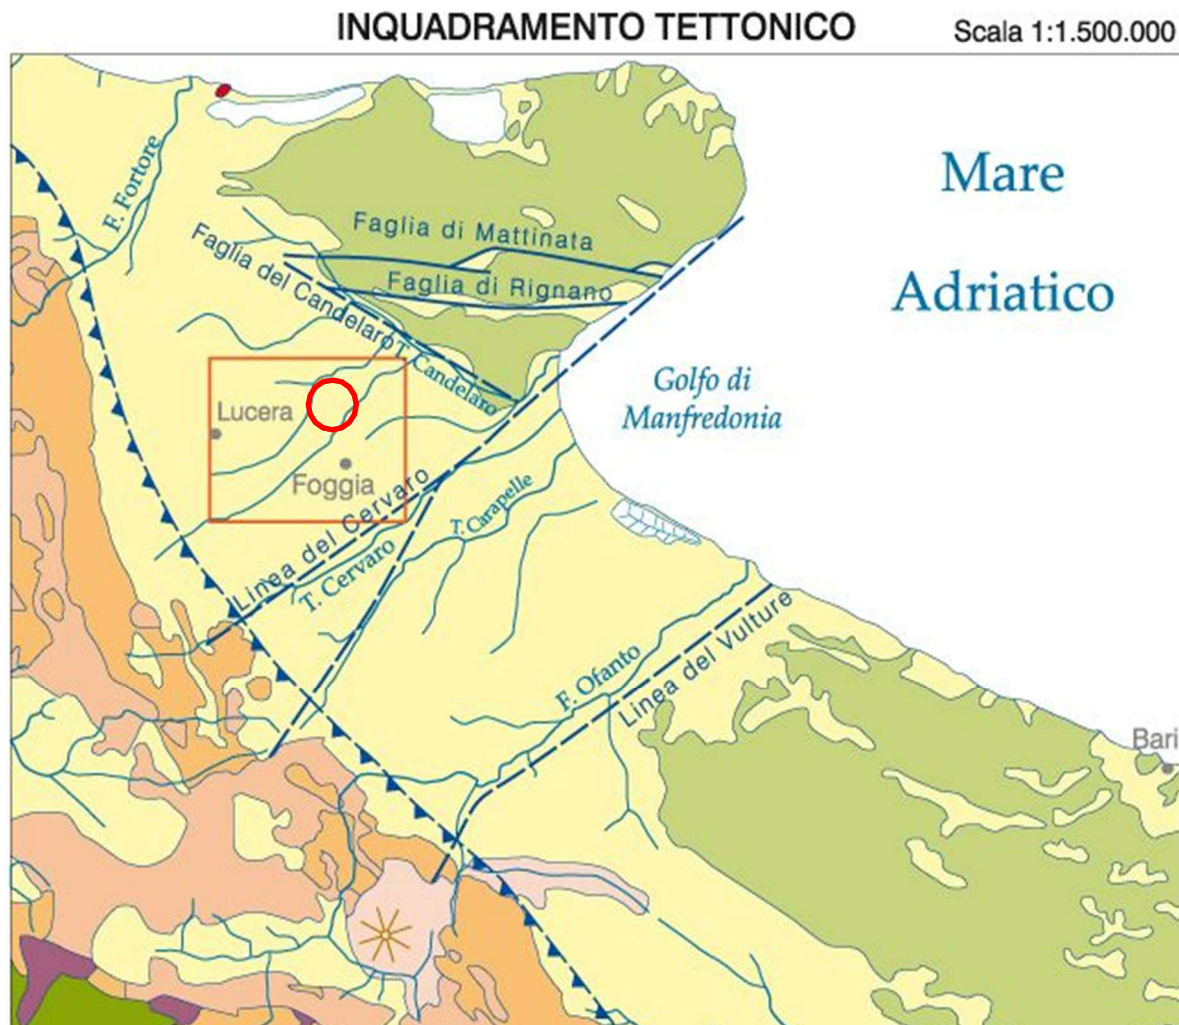 INQUADRAMENTO TETTONICO
Scala 1:1.500.000
F. Fortore
Mare
Adriatico
Faglia di Mattinata
Faglia di Rignano
Faglia del Candelaro
T. Candelaro
Golfo di
Manfredonia
Lucera
Foggia
Linea del Cervaro
T. Cervaro
T. Carapelle
F. Ofanto
Linea del Vulture
Bari